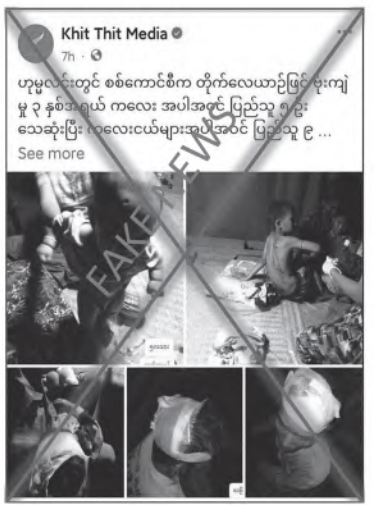 Khit Thit Media
7h
ဟုမ္မလင်းတွင် စစ်ကောင်စီက တိုက်လေယာဉ်ဖြင့် ဗုံးကျဲ
မှု ၃ နှစ်အရွယ် ကလေး အပါအဝင် ပြည်သူ ၅ ဦး
သေဆုံးပြီး ကလေးငယ်များအပါအဝင် ပြည်သူ ၉ ...
See more
FAKE NEWS